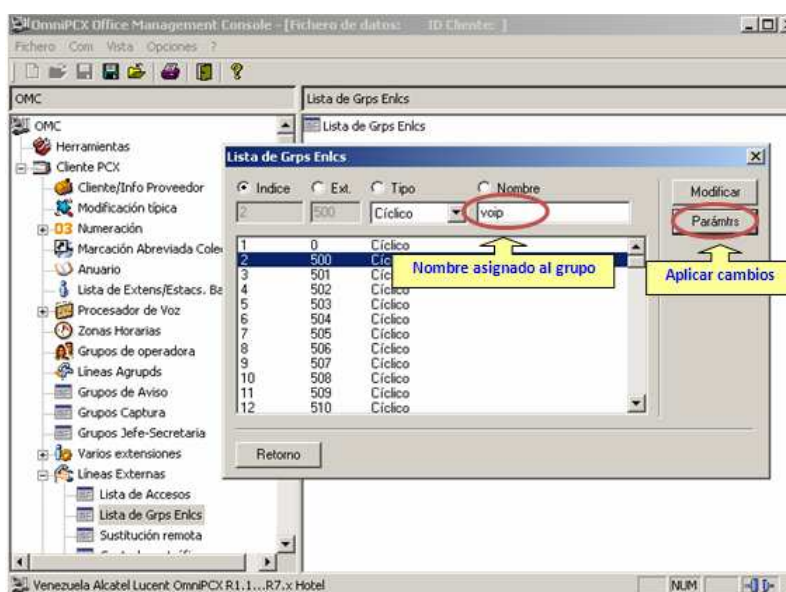 OmniPCX Office Management Console - [Fichero de datos: ID Cliente: ]
Fichero Com Vista Opciones ?
OMC
Lista de Grps Enlcs
OMC
Herramientas
Cliente PCX
Cliente/Info Proveedor
Modificación típica
Numeración
Marcación Abreviada Cole
Anuario
Lista de Extens/Estacs. Ba
Procesador de Voz
Zonas Horarias
Grupos de operadora
Líneas Agrupds
Grupos de Aviso
Grupos Captura
Grupos Jefe-Secretaria
Varios extensiones
Líneas Externas
Lista de Accesos
Lista de Grps Enlcs
Sustitución remota
Lista de Grps Enlcs
Lista de Grps Enlcs
Indice Ext. Tipo Nombre
2 500 Cíclico voip
1 0 Cíclico
2 500
3 501
4 502 Cíclico
5 503 Cíclico
6 504 Cíclico
7 505 Cíclico
8 506 Cíclico
9 507 Cíclico
10 508 Cíclico
11 509 Cíclico
12 510 Cíclico
Nombre asignado al grupo
Modificar
Parámtrs
Aplicar cambios
Retorno
Venezuela Alcatel Lucent OmniPCX R1.1...R7.x Hotel
NUM